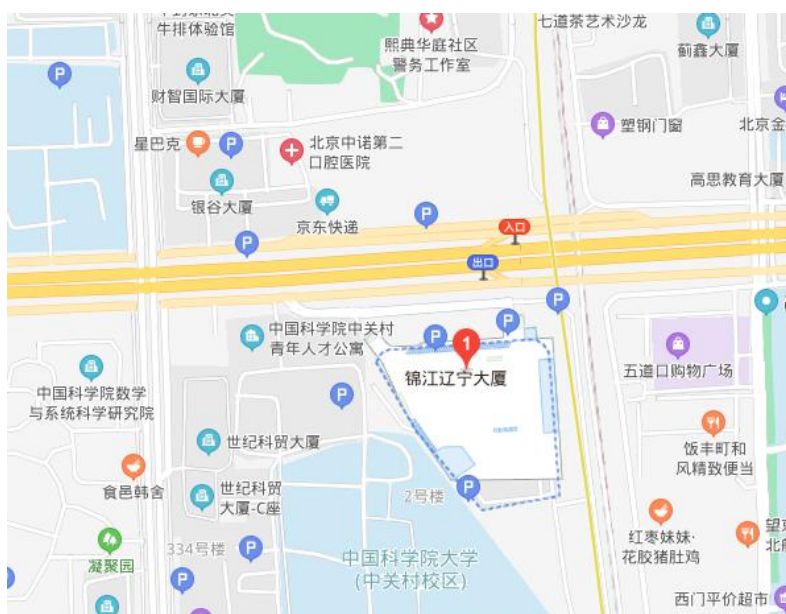 牛排体验馆
熙典华庭社区
警务工作室
七道茶艺术沙龙
蓟鑫大厦
财智国际大厦
P
星巴克
P
北京中诺第二
口腔医院
塑钢门窗
北京金
银谷大厦
京东快递
P
高思教育大厦
P
入口
出口
P
P
P
P
中国科学院中关村
青年人才公寓
1
锦江辽宁大厦
五道口购物广场
中国科学院数学
与系统科学研究院
P
世纪科贸大厦
饭丰町和
风精致便当
食邑韩舍
世纪科贸
大厦-C座
2号楼
P
红枣妹妹·
花胶猪肚鸡
凝聚园
334号楼
P
中国科学院大学
(中关村校区)
P
西门平价超市
P